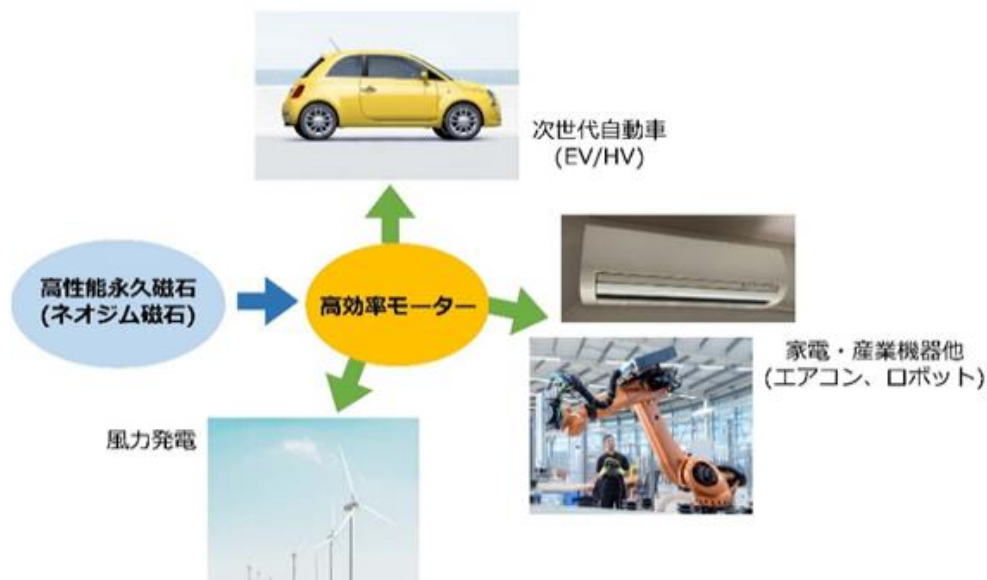 次世代自動車
(EV/HV)
高性能永久磁石
(ネオジム磁石)
高効率モーター
家電・産業機器他
(エアコン、ロボット)
風力発電